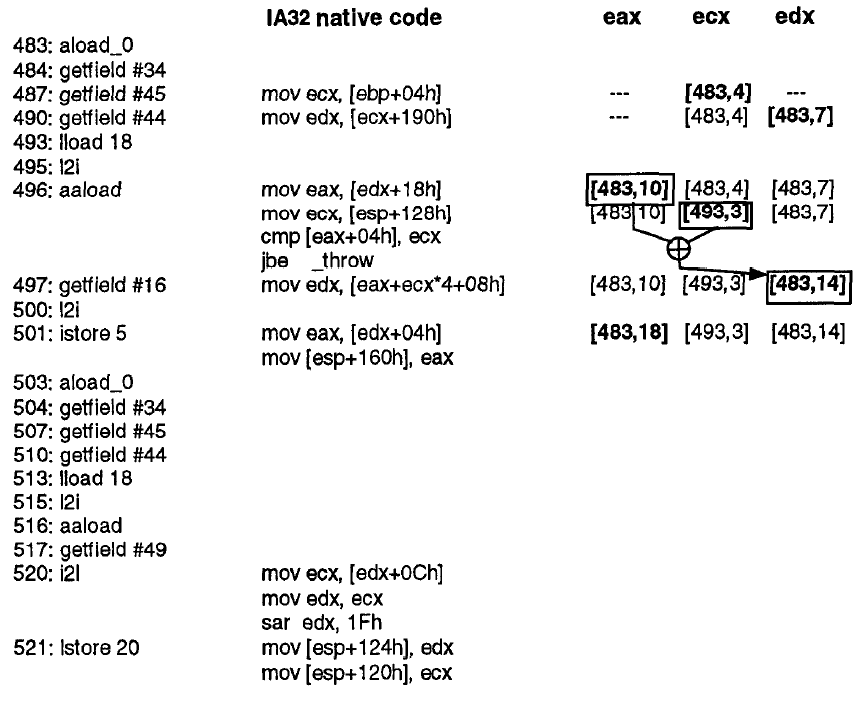 IA32 native code eax ecx edx
483: aload_0
484: getfield #34
487: getfield #45 mov ecx, [ebp+04h] --- [483,4] ---
490: getfield #44 mov edx, [ecx+190h] --- [483,4] [483,7]
493: lload 18
495: l2i
496: aaload mov eax, [edx+18h] [483,10] [483,4] [483,7]
mov ecx, [esp+128h] [483,10] [493,3] [483,7]
cmp [eax+04h], ecx
jbe _throw
497: getfield #16 mov edx, [eax+ecx*4+08h] [483,10] [493,3] [483,14]
500: l2i
501: istore 5 mov eax, [edx+04h] [483,18] [493,3] [483,14]
mov [esp+160h], eax
503: aload_0
504: getfield #34
507: getfield #45
510: getfield #44
513: lload 18
515: l2i
516: aaload
517: getfield #49
520: i2l mov ecx, [edx+0Ch]
mov edx, ecx
sar edx, 1Fh
521: lstore 20 mov [esp+124h], edx
mov [esp+120h], ecx